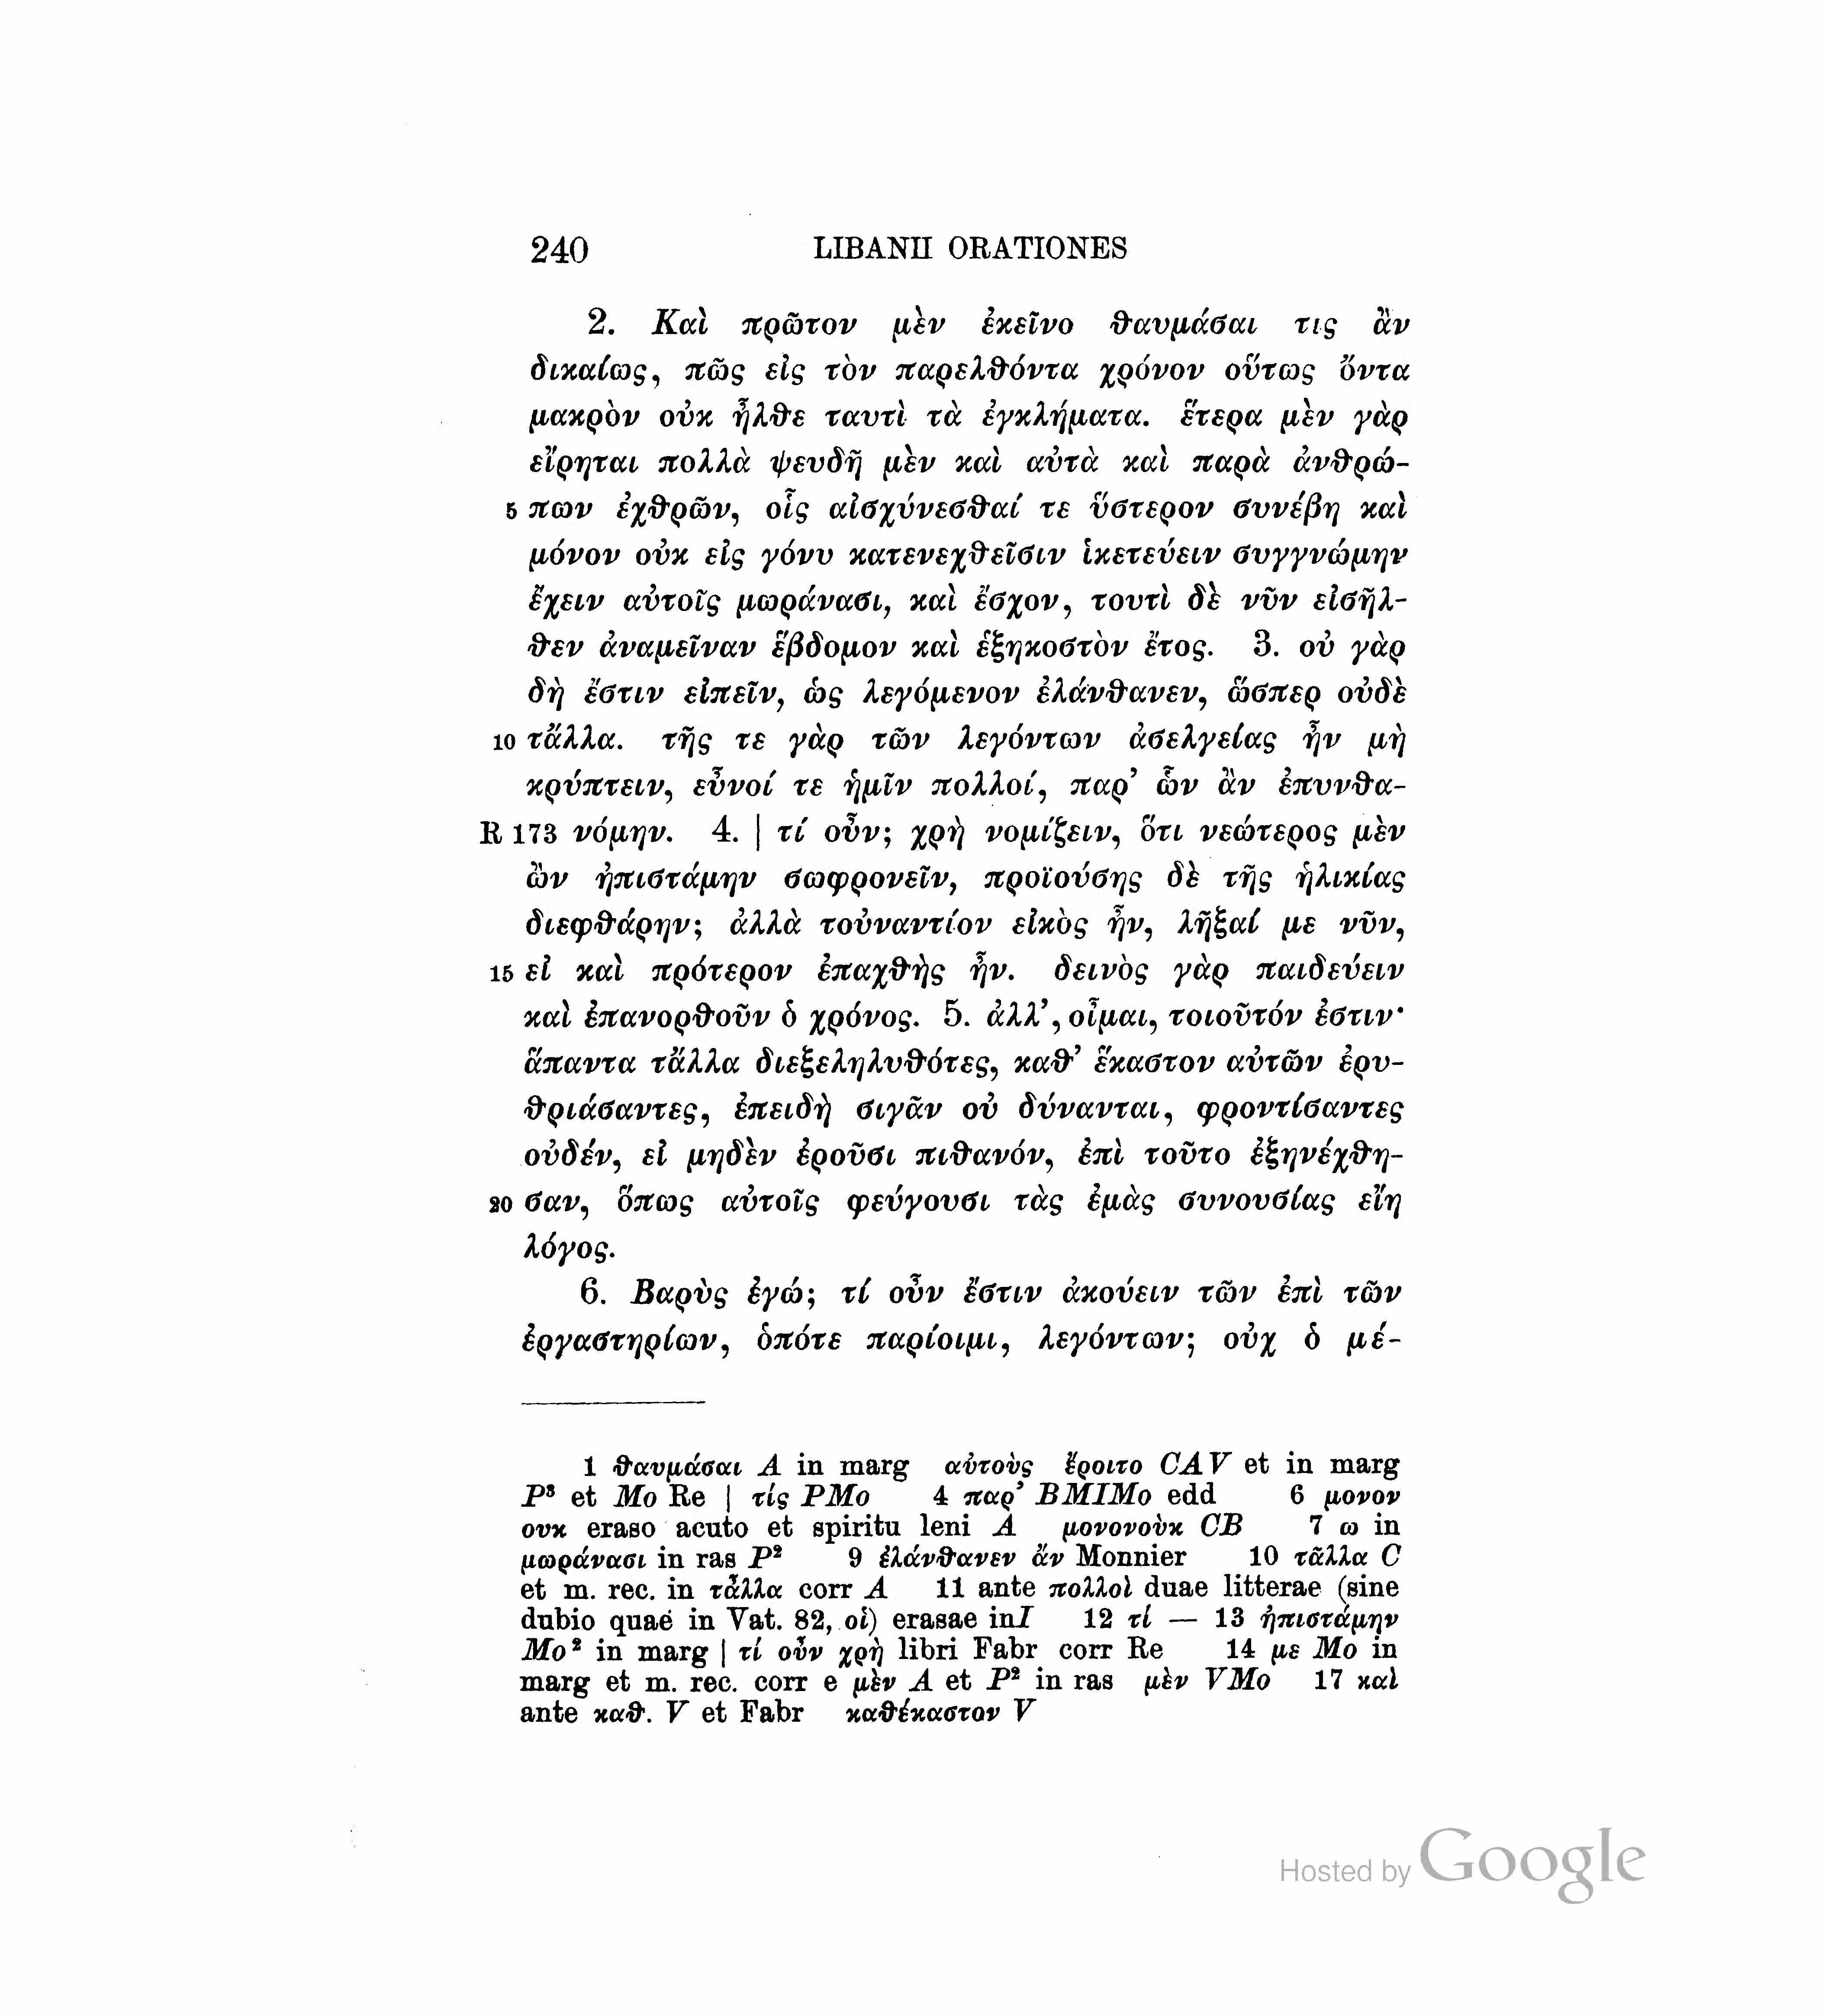 240 LIBANII ORATIONES
2. Καὶ πρῶτον μὲν ἐκεῖνο θαυμάσαι τις ἂν
δικαίως, πῶς εἰς τὸν παρελθόντα χρόνον οὕτως ὄντα
μακρὸν οὐκ ἦλθε ταυτὶ τὰ ἐγκλήματα. ἕτερα μὲν γὰρ
εἴρηται πολλὰ ψευδῆ μὲν καὶ αὐτὰ καὶ παρὰ ἀνθρώ-
5 πων ἐχθρῶν, οἷς αἰσχύνεσθαί τε ὕστερον συνέβη καὶ
μόνον οὐκ εἰς γόνυ κατενεχθεῖσιν ἱκετεύειν συγγνώμην
ἔχειν αὐτοῖς μωράνασι, καὶ ἔσχον, τουτὶ δὲ νῦν εἰσῆλ-
θεν ἀναμεῖναν ἕβδομον καὶ ἑξηκοστὸν ἔτος. 3. οὐ γὰρ
δὴ ἔστιν εἰπεῖν, ὡς λεγόμενον ἐλάνθανεν, ὥσπερ οὐδὲ
10 τἄλλα. τῆς τε γὰρ τῶν λεγόντων ἀσελγείας ἦν μὴ
κρύπτειν, εὖνοί τε ἡμῖν πολλοί, παρ' ὧν ἂν ἐπυνθα-
R 173 νόμην. 4. | τί οὖν; χρὴ νομίζειν, ὅτι νεώτερος μὲν
ὢν ἠπιστάμην σωφρονεῖν, προϊούσης δὲ τῆς ἡλικίας
διεφθάρην; ἀλλὰ τοὐναντίον εἰκὸς ἦν, λῆξαί με νῦν,
15 εἰ καὶ πρότερον ἐπαχθὴς ἦν. δεινὸς γὰρ παιδεύειν
καὶ ἐπανορθοῦν ὁ χρόνος. 5. ἀλλ', οἶμαι, τοιοῦτόν ἐστιν·
ἅπαντα τἄλλα διεξεληλυθότες, καθ' ἕκαστον αὐτῶν ἐρυ-
θριάσαντες, ἐπειδὴ σιγᾶν οὐ δύνανται, φροντίσαντες
οὐδέν, εἰ μηδὲν ἐροῦσι πιθανόν, ἐπὶ τοῦτο ἐξηνέχθη-
20 σαν, ὅπως αὐτοῖς φεύγουσι τὰς ἐμὰς συνουσίας εἴη
λόγος.
6. Βαρὺς ἐγώ; τί οὖν ἔστιν ἀκούειν τῶν ἐπὶ τῶν
ἐργαστηρίων, ὁπότε παρίοιμι, λεγόντων; οὐχ ὁ μέ-
1 θαυμάσαι A in marg αὐτοὺς ἔροιτο CAV et in marg
P³ et Mo Re | τίς PMo 4 παρ' BMIMo edd 6 μονον
ουκ eraso acuto et spiritu leni A μονονοὺκ CB 7 ω in
μωράνασι in ras P² 9 ἐλάνθανεν ἄν Monnier 10 τᾶλλα C
et m. rec. in τἄλλα corr A 11 ante πολλοὶ duae litterae (sine
dubio quae in Vat. 82, οἱ) erasae in I 12 τί — 13 ἠπιστάμην
Mo² in marg | τί οὖν χρὴ libri Fabr corr Re 14 με Mo in
marg et m. rec. corr e μὲν A et P² in ras μὲν VMo 17 καὶ
ante καθ. V et Fabr καθέκαστον V
Hosted by Google